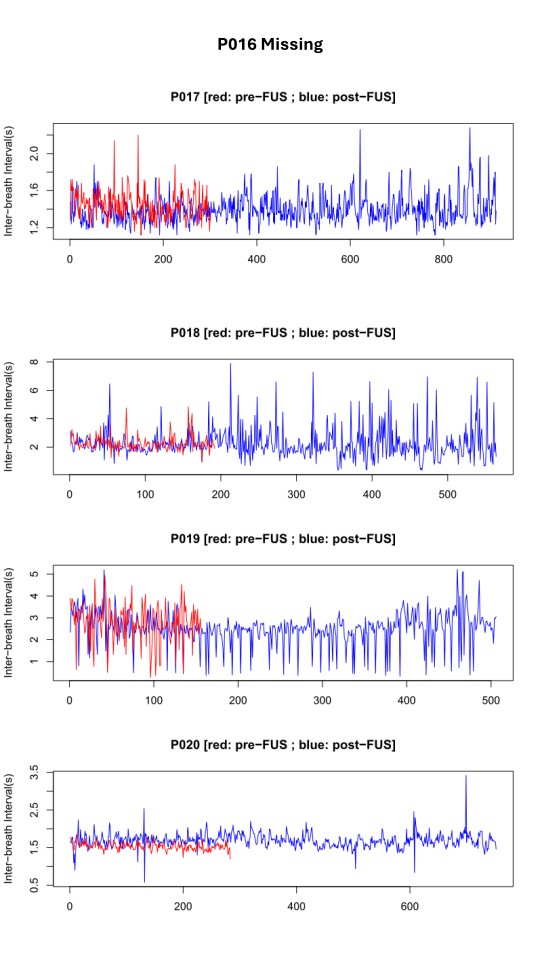 P016 Missing
P017 [red: pre−FUS ; blue: post−FUS]
Inter−breath Interval(s)
1.2 1.6 2.0
0 200 400 600 800
P018 [red: pre−FUS ; blue: post−FUS]
Inter−breath Interval(s)
2 4 6 8
0 100 200 300 400 500
P019 [red: pre−FUS ; blue: post−FUS]
Inter−breath Interval(s)
1 2 3 4 5
0 100 200 300 400 500
P020 [red: pre−FUS ; blue: post−FUS]
Inter−breath Interval(s)
0.5 1.5 2.5 3.5
0 200 400 600